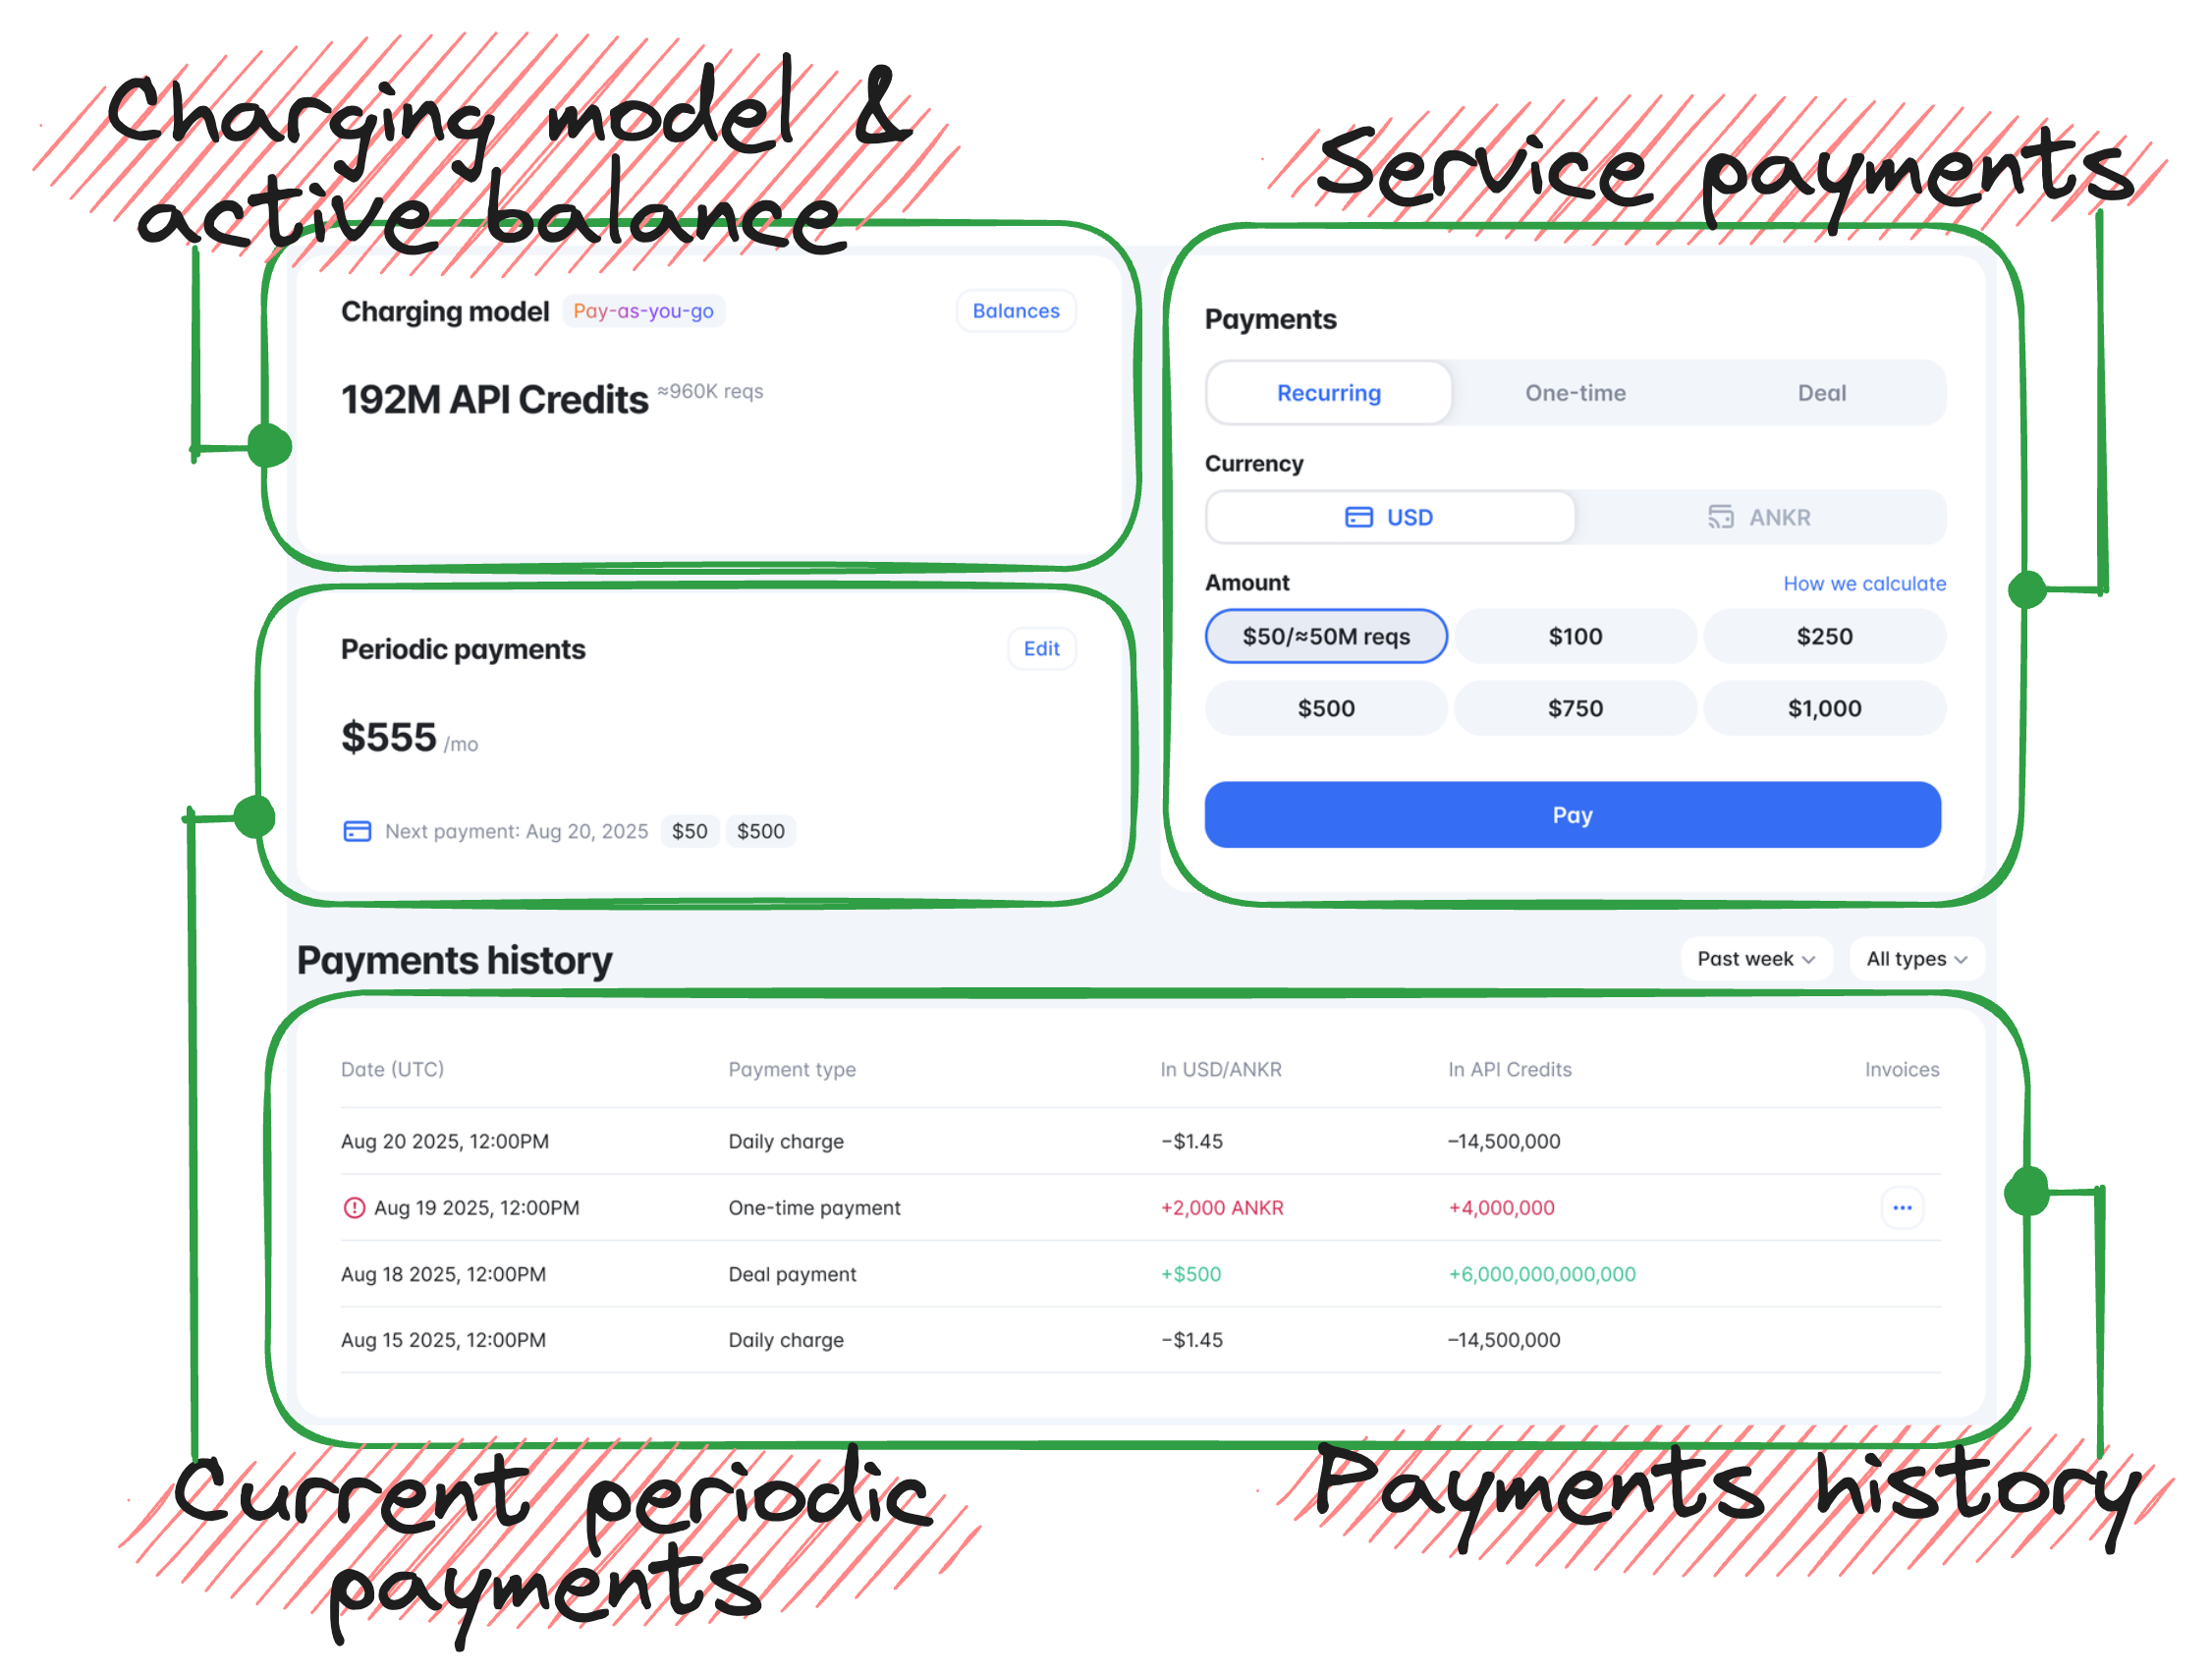 Charging model &
active balance
Service payments
Charging model Pay-as-you-go Balances
192M API Credits ≈960K reqs
Periodic payments Edit
$555 /mo
Next payment: Aug 20, 2025 $50 $500
Payments
Recurring One-time Deal
Currency
USD ANKR
Amount How we calculate
$50/≈50M reqs $100 $250
$500 $750 $1,000
Pay
Payments history Past week All types
Date (UTC) Payment type In USD/ANKR In API Credits Invoices
Aug 20 2025, 12:00PM Daily charge −$1.45 −14,500,000
Aug 19 2025, 12:00PM One-time payment +2,000 ANKR +4,000,000
Aug 18 2025, 12:00PM Deal payment +$500 +6,000,000,000,000
Aug 15 2025, 12:00PM Daily charge −$1.45 −14,500,000
Current periodic
payments
Payments history